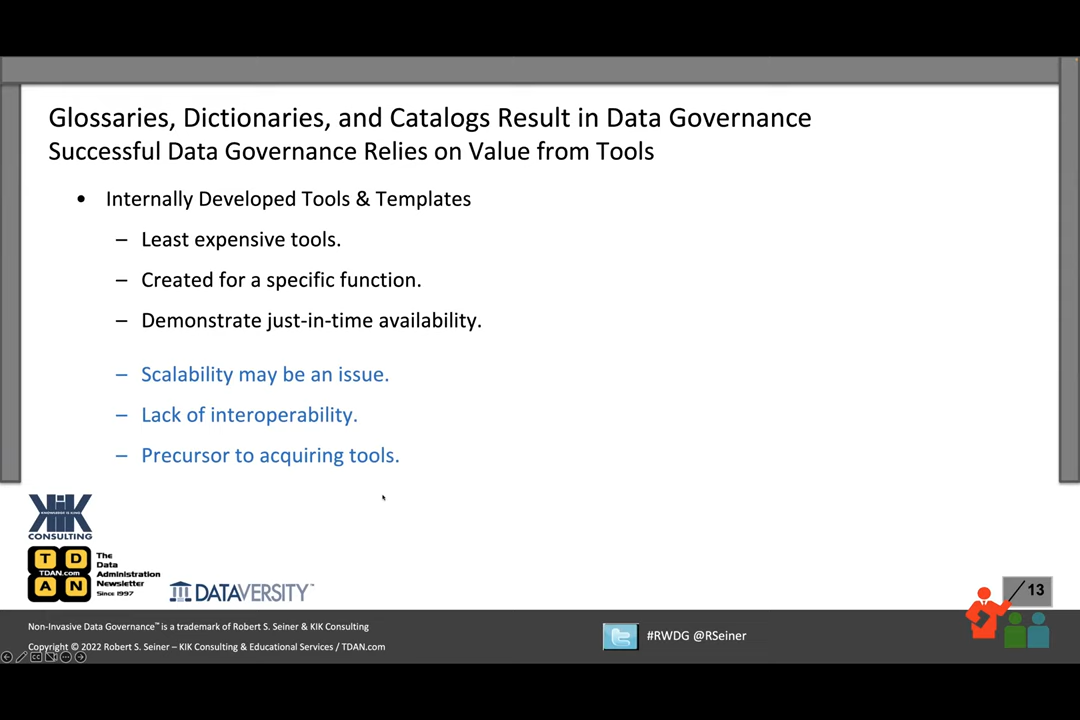 Glossaries, Dictionaries, and Catalogs Result in Data Governance
Successful Data Governance Relies on Value from Tools
• Internally Developed Tools & Templates
– Least expensive tools.
– Created for a specific function.
– Demonstrate just-in-time availability.
– Scalability may be an issue.
– Lack of interoperability.
– Precursor to acquiring tools.
KIK
KNOWLEDGE IS KING
CONSULTING
T D
TDAN.com
A N
The
Data
Administration
Newsletter
Since 1997
DATAVERSITY™
13
Non-Invasive Data Governance™ is a trademark of Robert S. Seiner & KIK Consulting
Copyright © 2022 Robert S. Seiner – KIK Consulting & Educational Services / TDAN.com
#RWDG @RSeiner